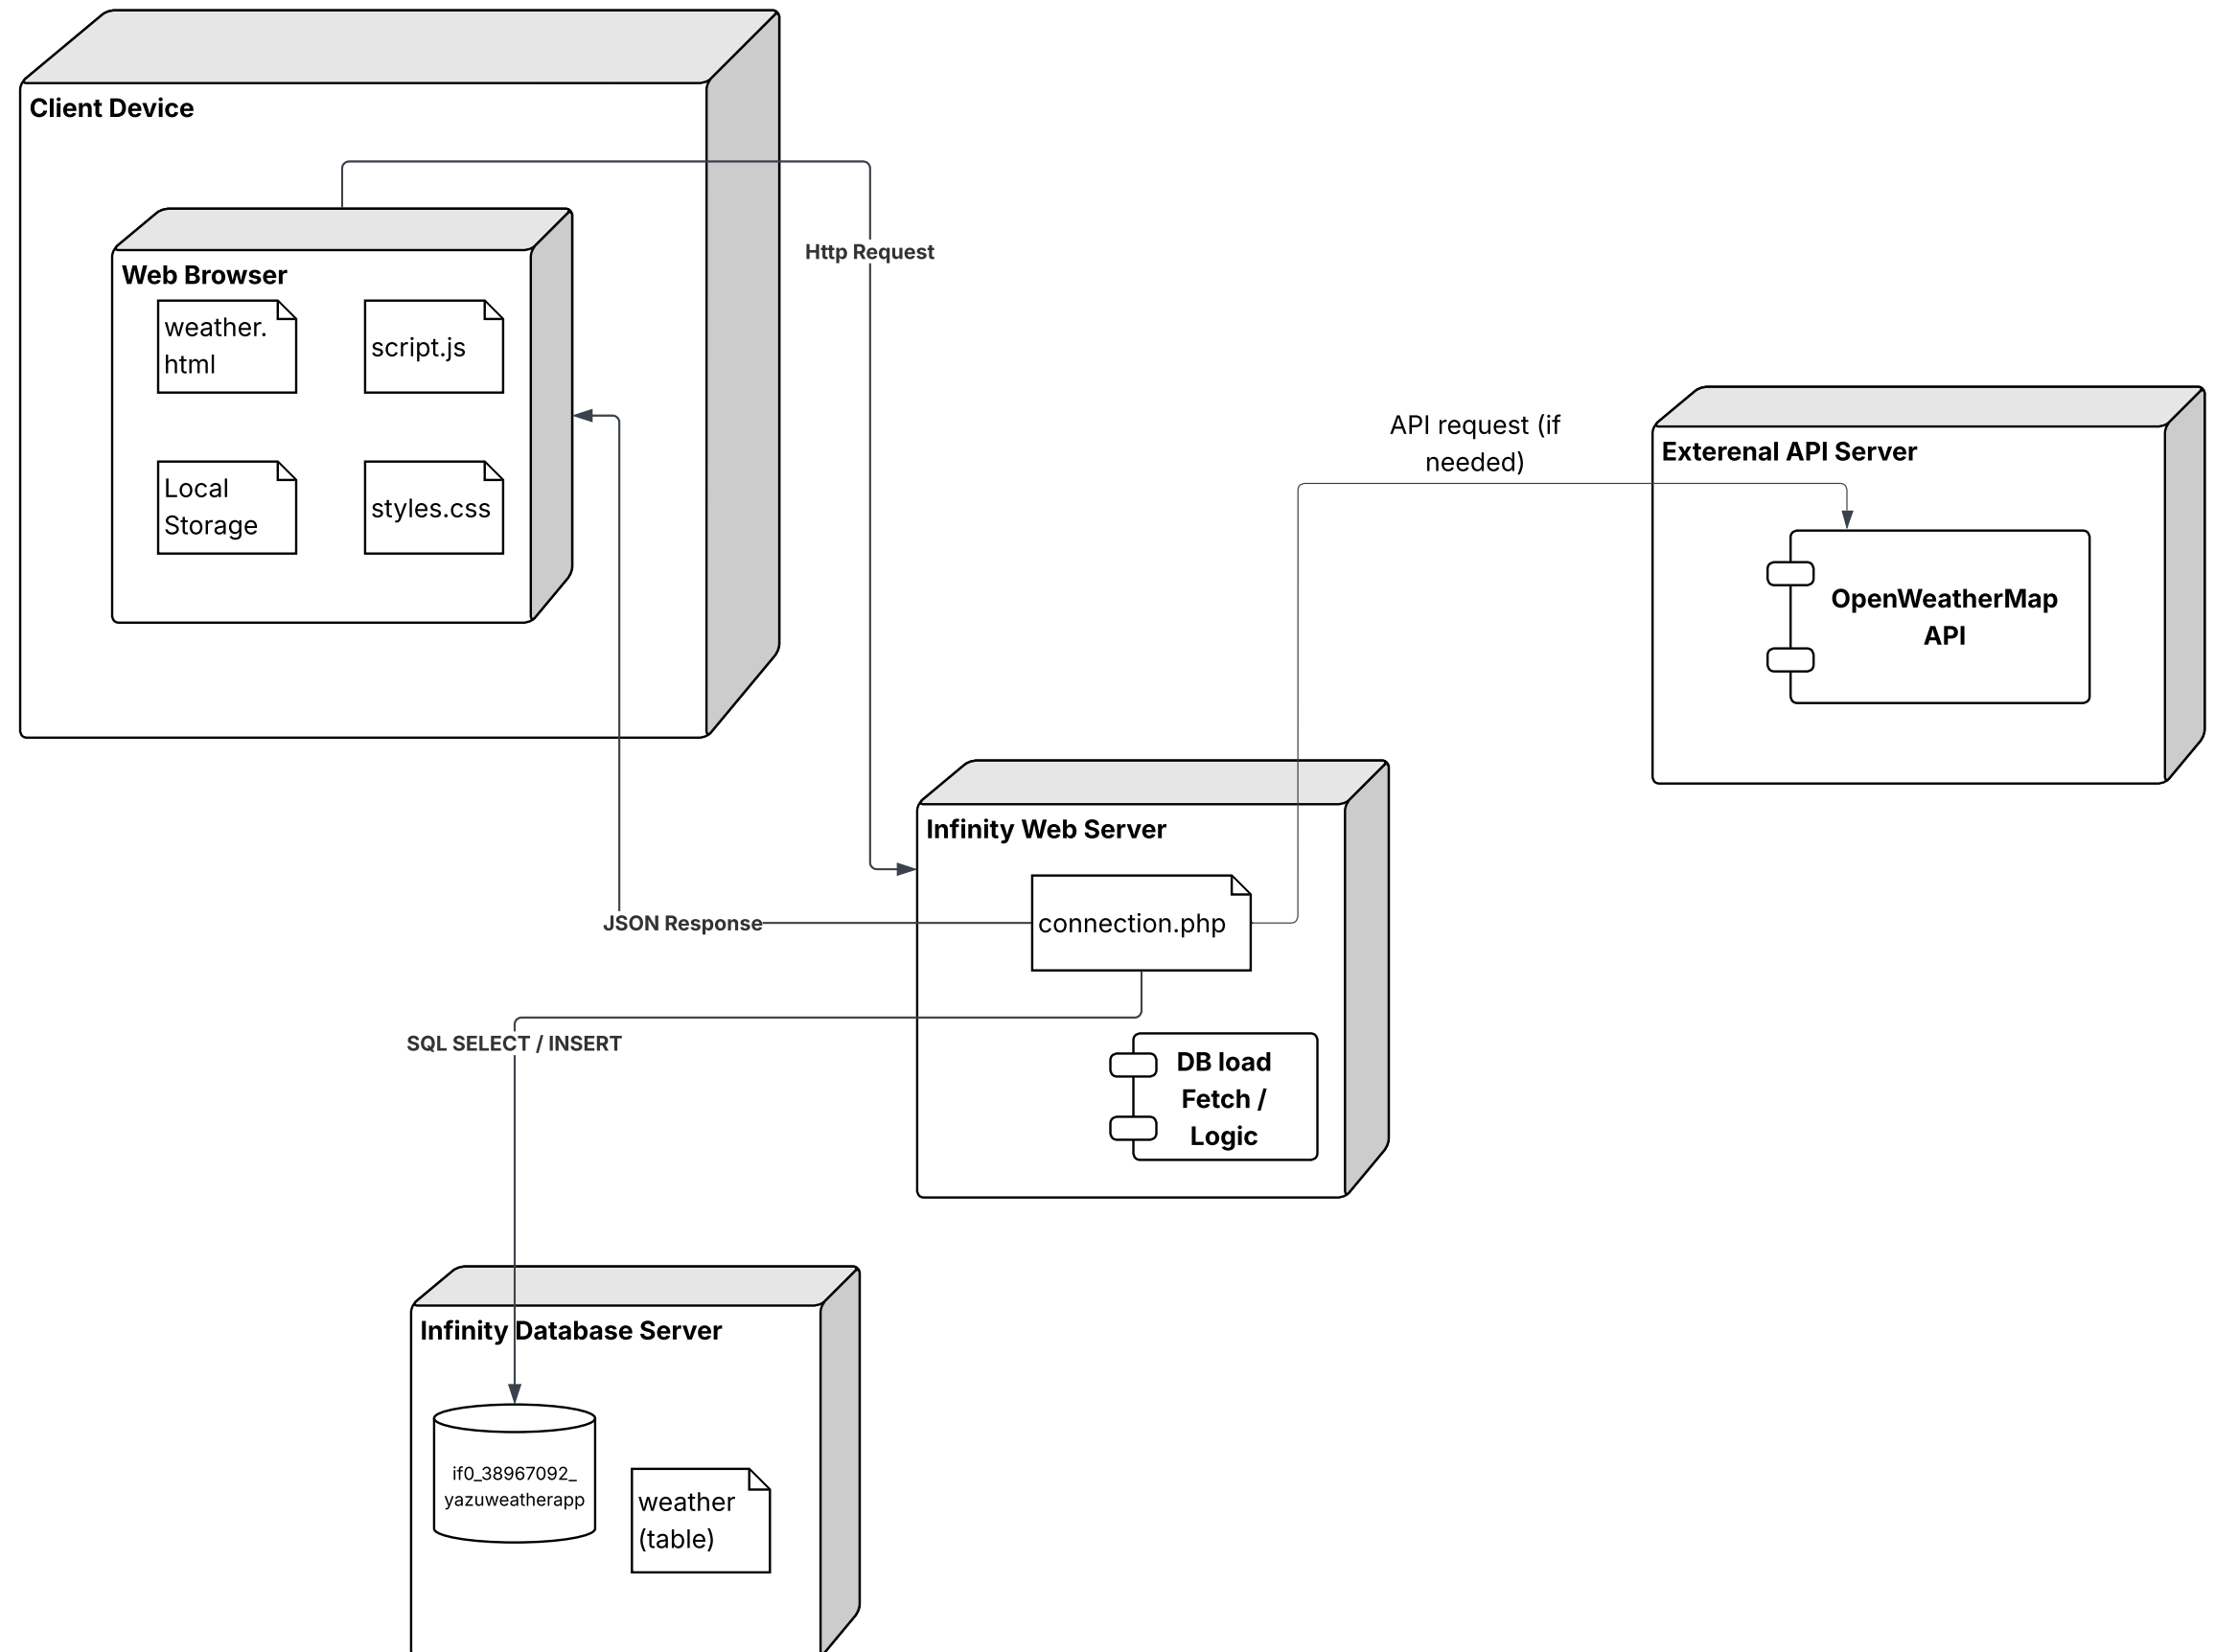 Client Device
Http Request
Web Browser
weather.
html
script.js
Local
Storage
styles.css
API request (if
needed)
Exterenal API Server
OpenWeatherMap
API
Infinity Web Server
connection.php
JSON Response
SQL SELECT / INSERT
DB load
Fetch /
Logic
Infinity Database Server
if0_38967092_
yazuweatherapp
weather
(table)